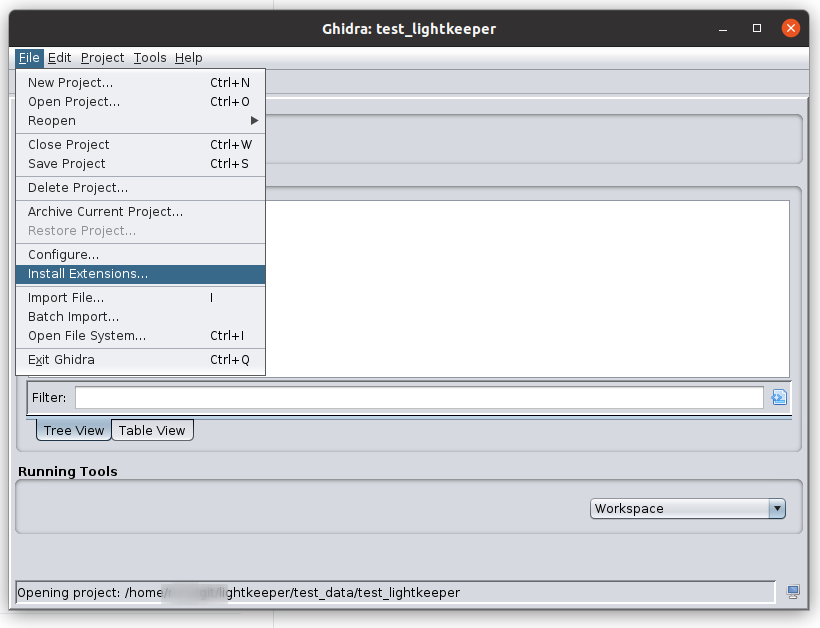 Ghidra: test_lightkeeper
File Edit Project Tools Help
New Project... Ctrl+N
Open Project... Ctrl+O
Reopen
Close Project Ctrl+W
Save Project Ctrl+S
Delete Project...
Archive Current Project...
Restore Project...
Configure...
Install Extensions...
Import File... I
Batch Import...
Open File System... Ctrl+I
Exit Ghidra Ctrl+Q
Filter:
Tree View Table View
Running Tools
Workspace
Opening project: /home/ /lightkeeper/test_data/test_lightkeeper